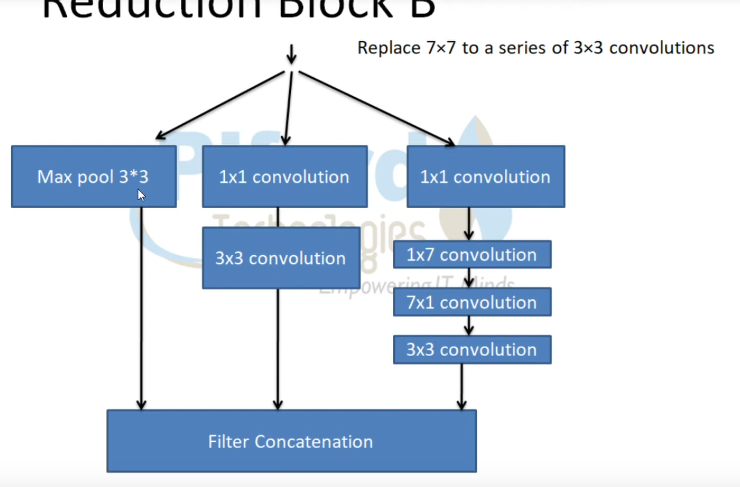 Reduction Block B
Replace 7×7 to a series of 3×3 convolutions
Max pool 3*3
1x1 convolution
1x1 convolution
3x3 convolution
1x7 convolution
7x1 convolution
3x3 convolution
Filter Concatenation
Technologies
Empowering IT Minds